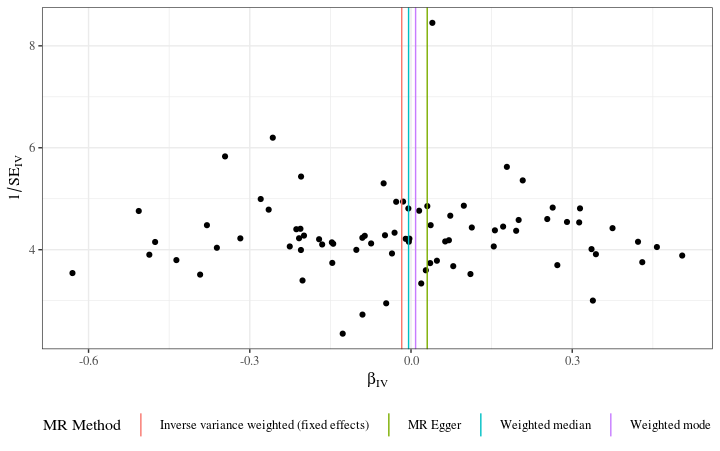 8
6
4
1/SE_IV
-0.6 -0.3 0.0 0.3
β_IV
MR Method Inverse variance weighted (fixed effects) MR Egger Weighted median Weighted mode